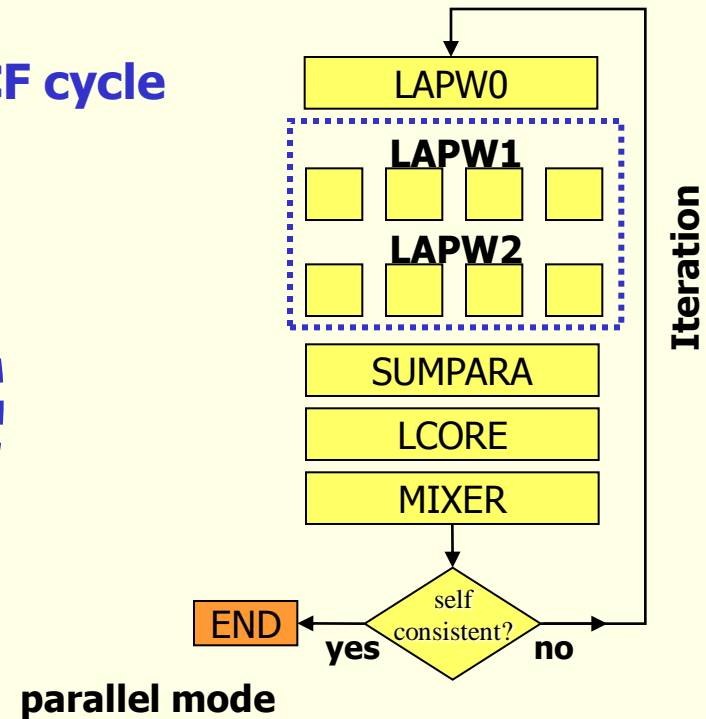 F cycle
LAPW0
LAPW1
LAPW2
Iteration
SUMPARA
LCORE
MIXER
self
consistent?
END
yes
no
parallel mode